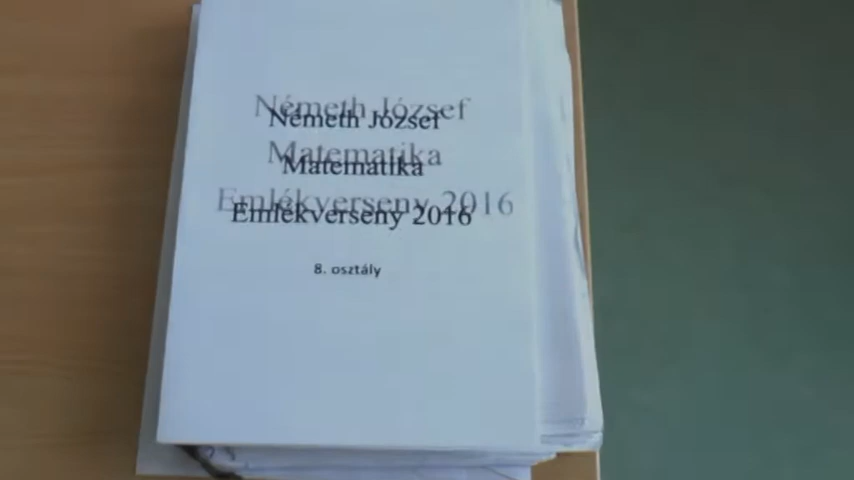 Németh József
Matematika
Emlékverseny 2016
8. osztály